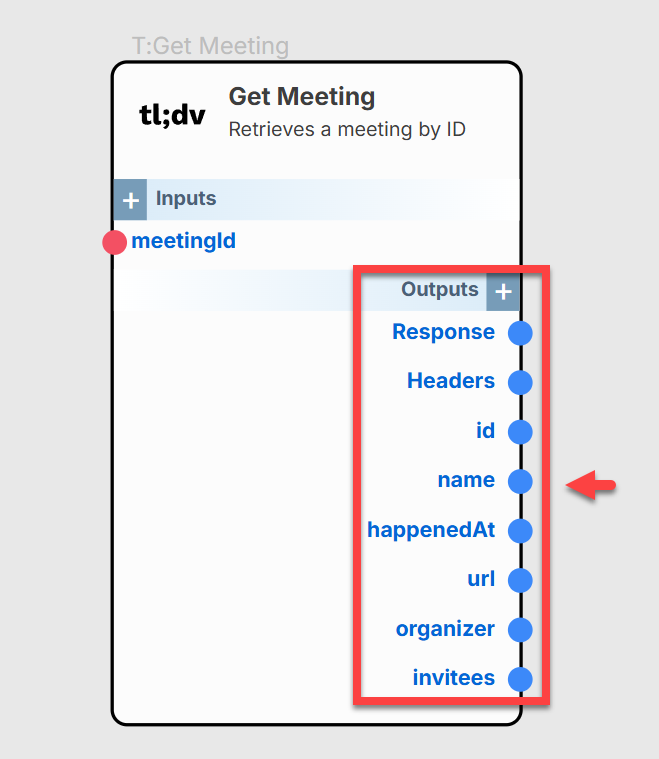 T:Get Meeting
tl;dv
Get Meeting
Retrieves a meeting by ID
+ Inputs
meetingId
Outputs +
Response
Headers
id
name
happenedAt
url
organizer
invitees